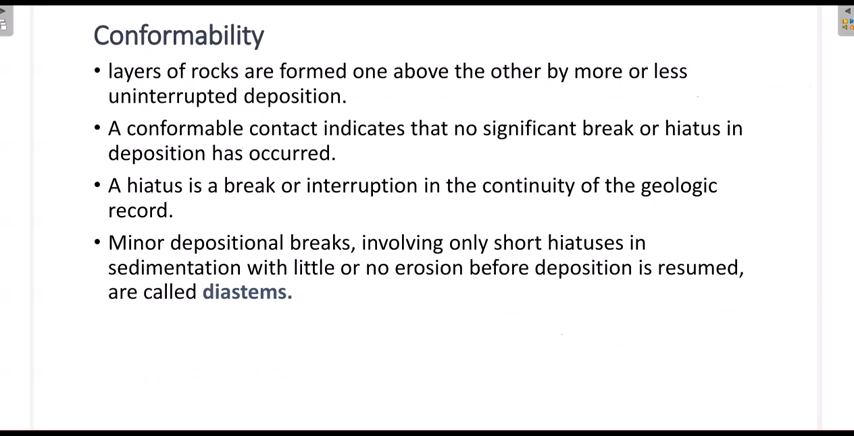 Conformability
• layers of rocks are formed one above the other by more or less
uninterrupted deposition.
• A conformable contact indicates that no significant break or hiatus in
deposition has occurred.
• A hiatus is a break or interruption in the continuity of the geologic
record.
• Minor depositional breaks, involving only short hiatuses in
sedimentation with little or no erosion before deposition is resumed,
are called diastems.